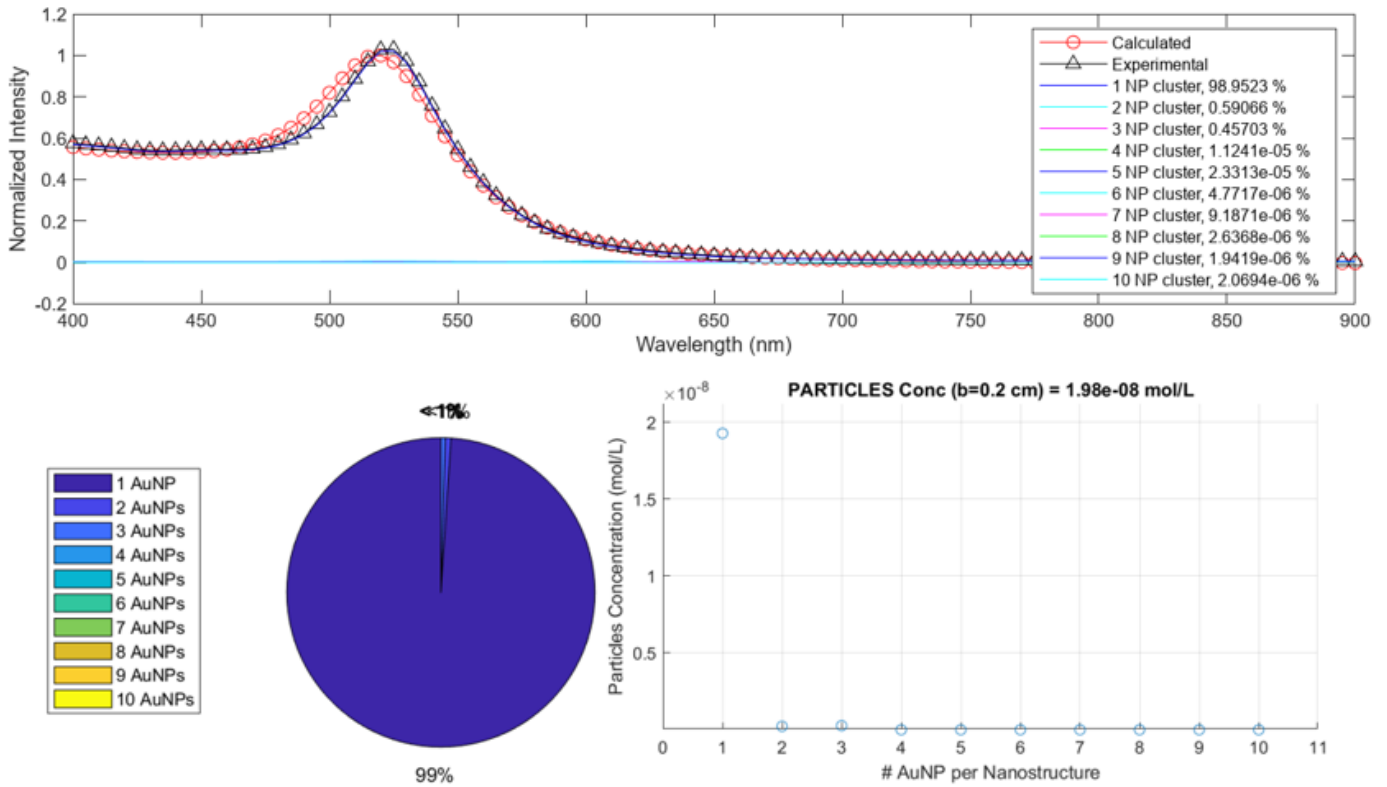 1.2
1
0.8
0.6
0.4
0.2
0
-0.2
Normalized Intensity
400 450 500 550 600 650 700 750 800 850 900
Wavelength (nm)
Calculated
Experimental
1 NP cluster, 98.9523 %
2 NP cluster, 0.59066 %
3 NP cluster, 0.45703 %
4 NP cluster, 1.1241e-05 %
5 NP cluster, 2.3313e-05 %
6 NP cluster, 4.7717e-06 %
7 NP cluster, 9.1871e-06 %
8 NP cluster, 2.6368e-06 %
9 NP cluster, 1.9419e-06 %
10 NP cluster, 2.0694e-06 %
1 AuNP
2 AuNPs
3 AuNPs
4 AuNPs
5 AuNPs
6 AuNPs
7 AuNPs
8 AuNPs
9 AuNPs
10 AuNPs
99%
×10⁻⁸
PARTICLES Conc (b=0.2 cm) = 1.98e-08 mol/L
2
1.5
1
0.5
Particles Concentration (mol/L)
0 1 2 3 4 5 6 7 8 9 10 11
# AuNP per Nanostructure